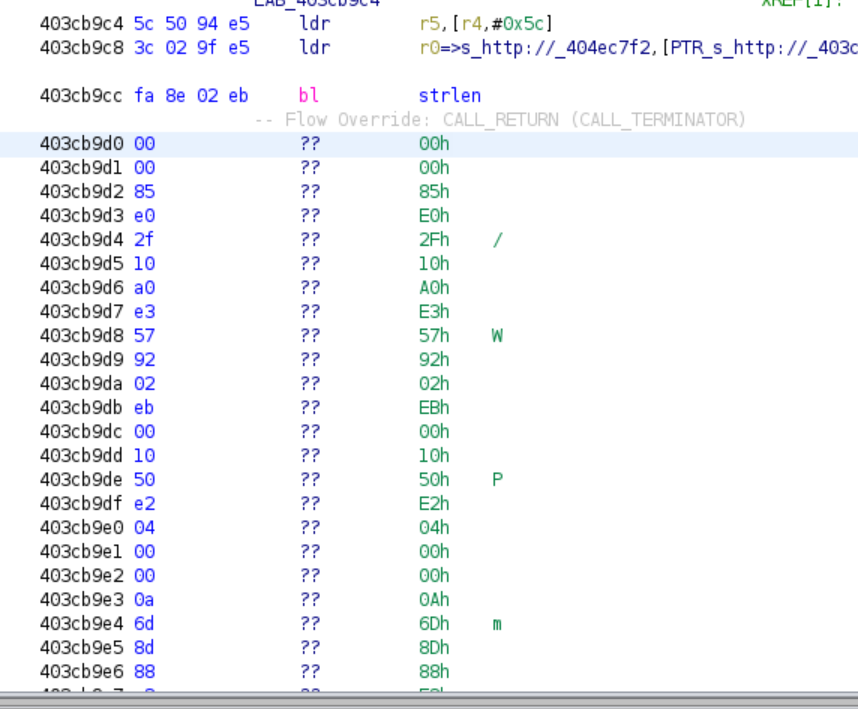 LAB_403cb9c4 XREF[1]:
403cb9c4 5c 50 94 e5 ldr r5,[r4,#0x5c]
403cb9c8 3c 02 9f e5 ldr r0=>s_http://_404ec7f2,[PTR_s_http://_403c
403cb9cc fa 8e 02 eb bl strlen
-- Flow Override: CALL_RETURN (CALL_TERMINATOR)
403cb9d0 00 ?? 00h
403cb9d1 00 ?? 00h
403cb9d2 85 ?? 85h
403cb9d3 e0 ?? E0h
403cb9d4 2f ?? 2Fh /
403cb9d5 10 ?? 10h
403cb9d6 a0 ?? A0h
403cb9d7 e3 ?? E3h
403cb9d8 57 ?? 57h W
403cb9d9 92 ?? 92h
403cb9da 02 ?? 02h
403cb9db eb ?? EBh
403cb9dc 00 ?? 00h
403cb9dd 10 ?? 10h
403cb9de 50 ?? 50h P
403cb9df e2 ?? E2h
403cb9e0 04 ?? 04h
403cb9e1 00 ?? 00h
403cb9e2 00 ?? 00h
403cb9e3 0a ?? 0Ah
403cb9e4 6d ?? 6Dh m
403cb9e5 8d ?? 8Dh
403cb9e6 88 ?? 88h